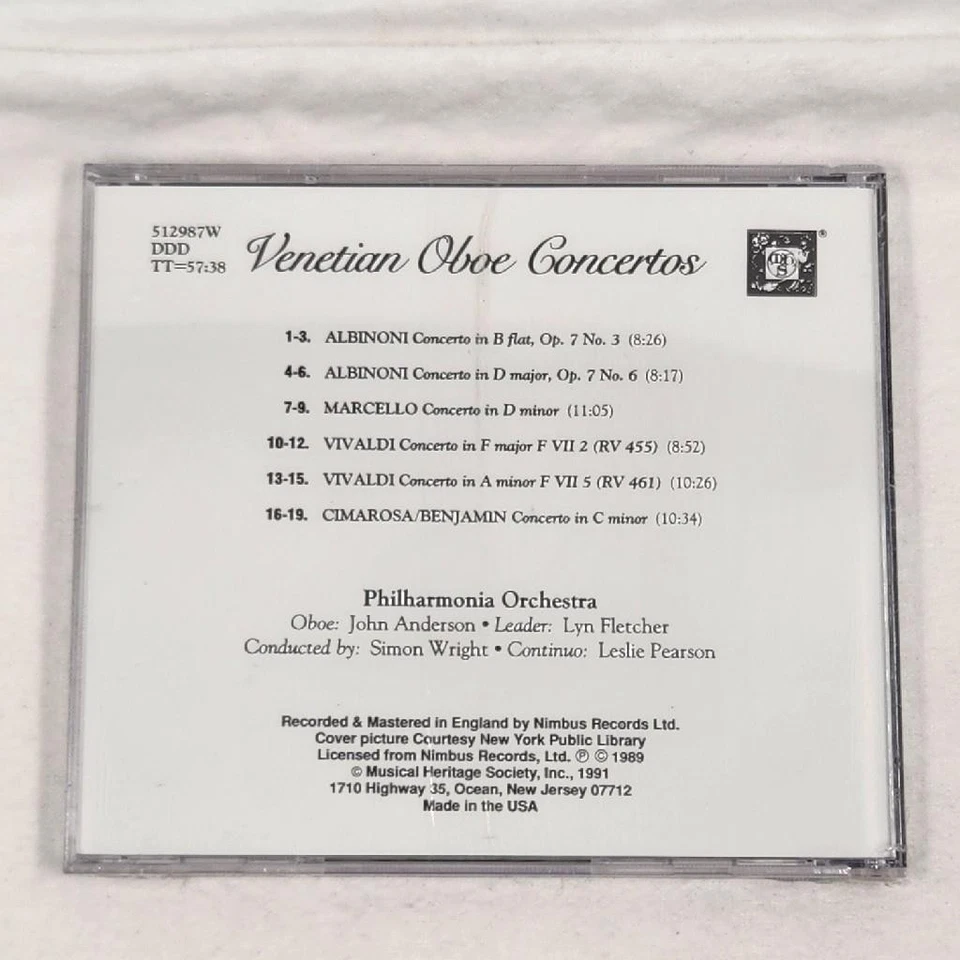 512987W
DDD
TT=57:38
Venetian Oboe Concertos
®
1-3. ALBINONI Concerto in B flat, Op. 7 No. 3 (8:26)
4-6. ALBINONI Concerto in D major, Op. 7 No. 6 (8:17)
7-9. MARCELLO Concerto in D minor (11:05)
10-12. VIVALDI Concerto in F major F VII 2 (RV 455) (8:52)
13-15. VIVALDI Concerto in A minor F VII 5 (RV 461) (10:26)
16-19. CIMAROSA/BENJAMIN Concerto in C minor (10:34)
Philharmonia Orchestra
Oboe: John Anderson • Leader: Lyn Fletcher
Conducted by: Simon Wright • Continuo: Leslie Pearson
Recorded & Mastered in England by Nimbus Records Ltd.
Cover picture Courtesy New York Public Library
Licensed from Nimbus Records, Ltd. ℗ © 1989
© Musical Heritage Society, Inc., 1991
1710 Highway 35, Ocean, New Jersey 07712
Made in the USA